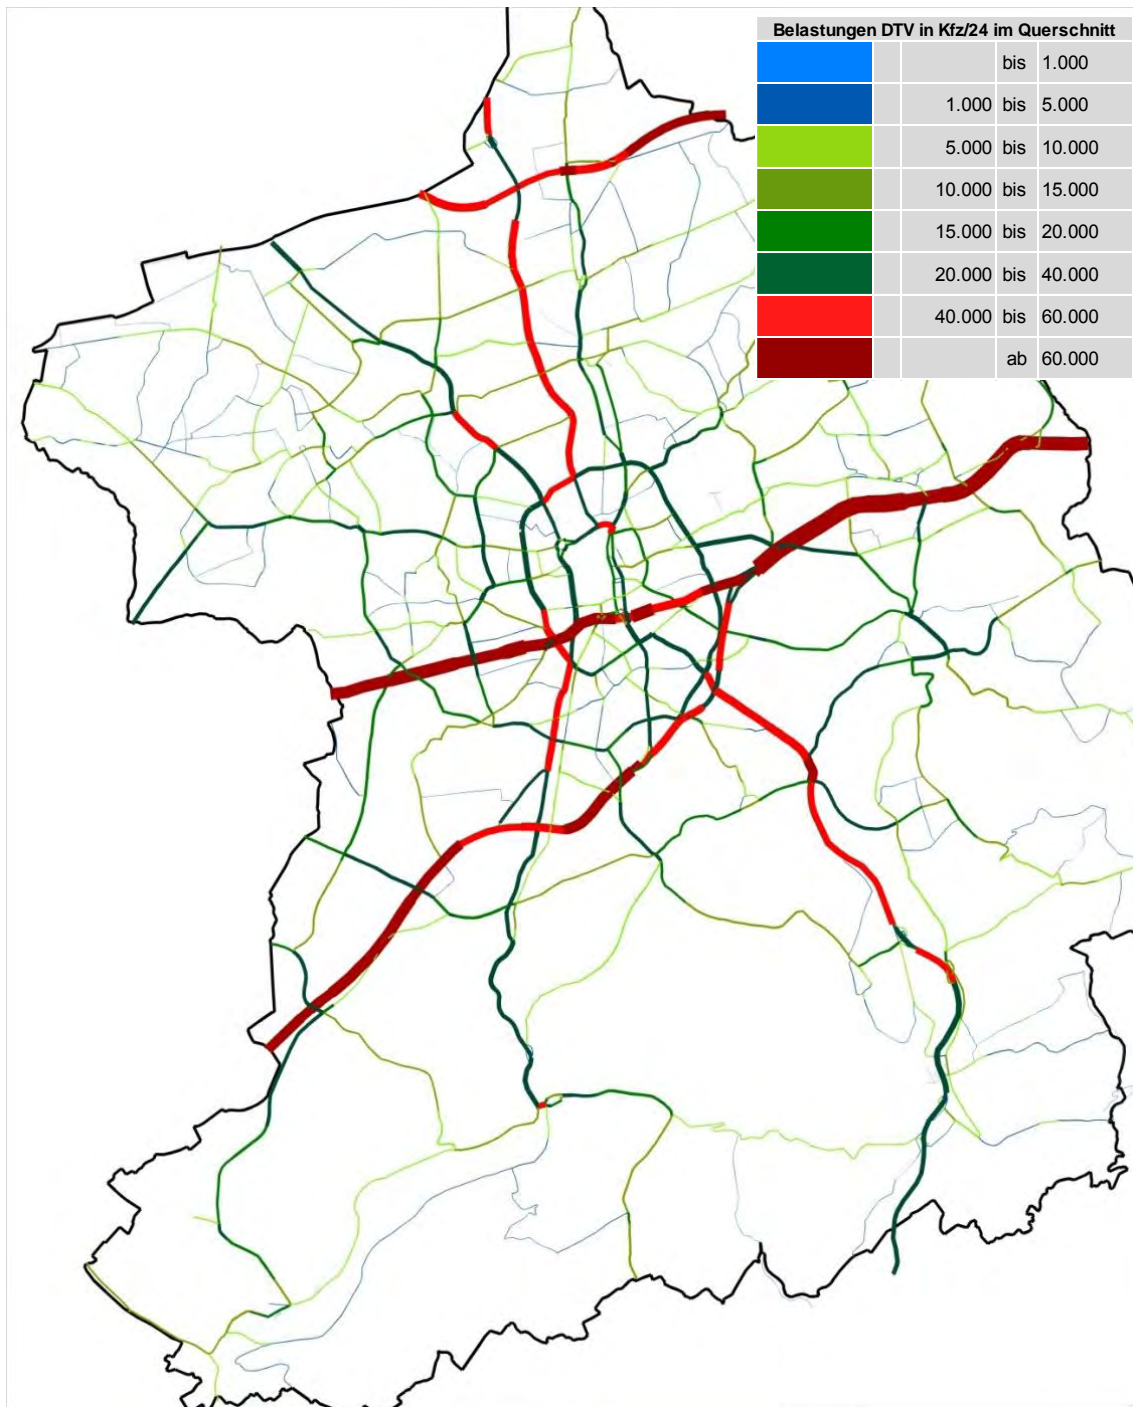 Belastungen DTV in Kfz/24 im Querschnitt
bis 1.000
1.000 bis 5.000
5.000 bis 10.000
10.000 bis 15.000
15.000 bis 20.000
20.000 bis 40.000
40.000 bis 60.000
ab 60.000